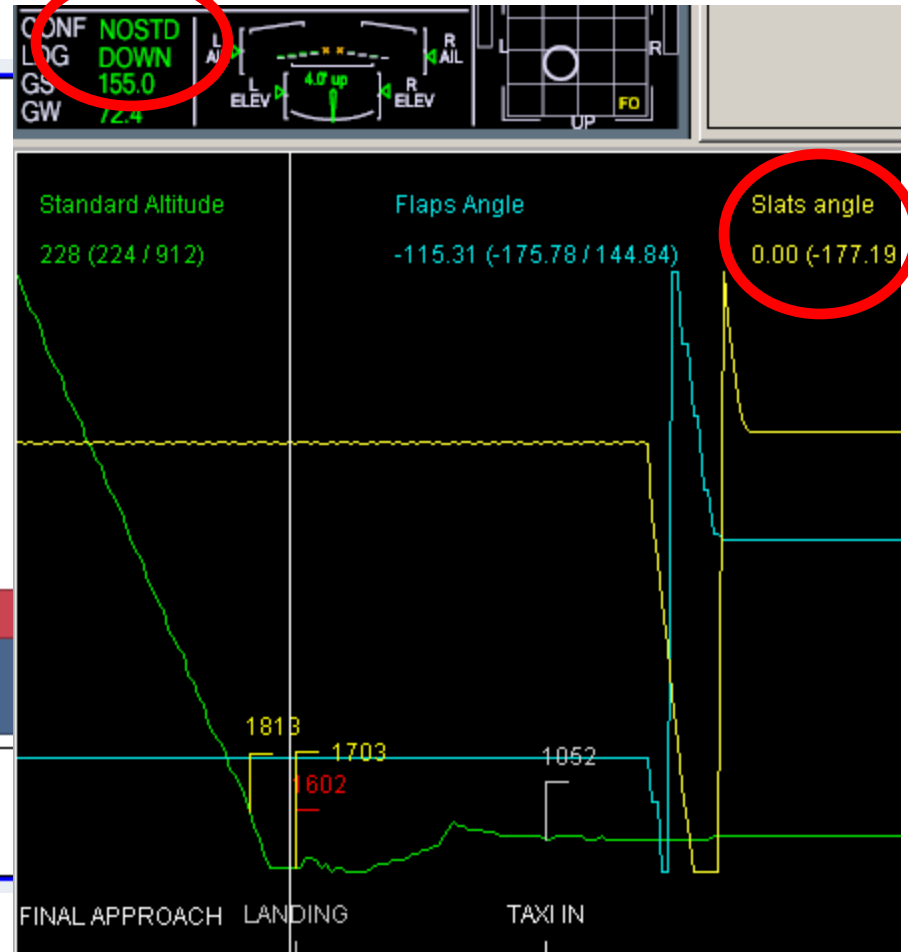 CONF NOSTD
LDG DOWN
GS 155.0
GW 72.4
L AIL
R AIL
4.0° up
L ELEV
R ELEV
L
R
FO
UP
Standard Altitude
228 (224 / 912)
Flaps Angle
-115.31 (-175.78 / 144.84)
Slats angle
0.00 (-177.19
1813
1703
1602
1052
FINAL APPROACH
LANDING
TAXI IN